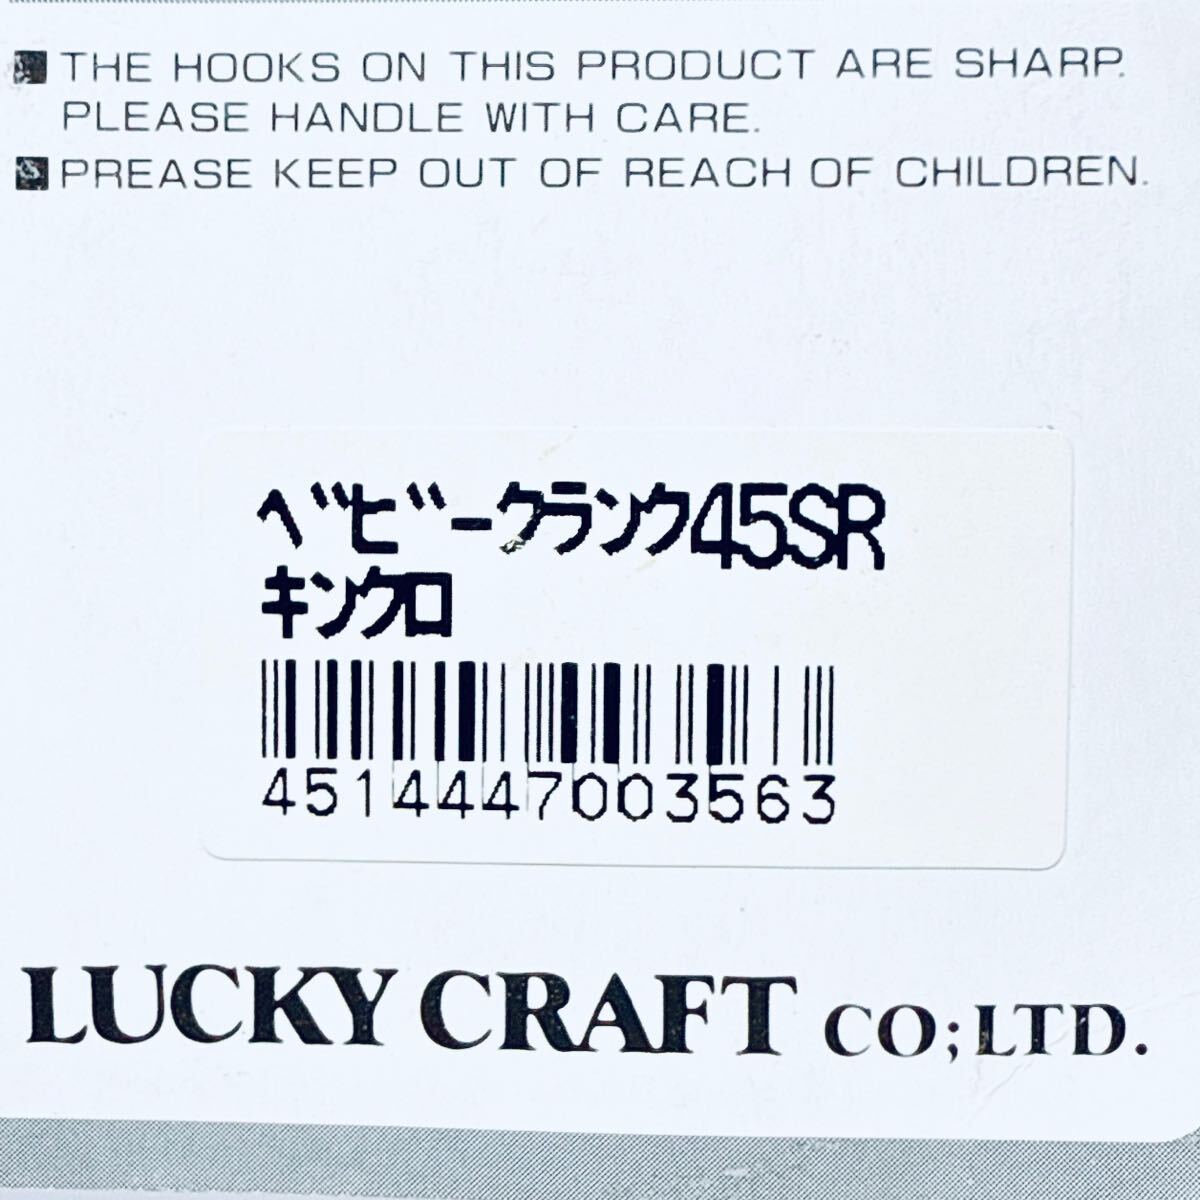 ■ THE HOOKS ON THIS PRODUCT ARE SHARP.
PLEASE HANDLE WITH CARE.
■ PREASE KEEP OUT OF REACH OF CHILDREN.
ベビークランク45SR
キンクロ
4514447003563
LUCKY CRAFT CO;LTD.